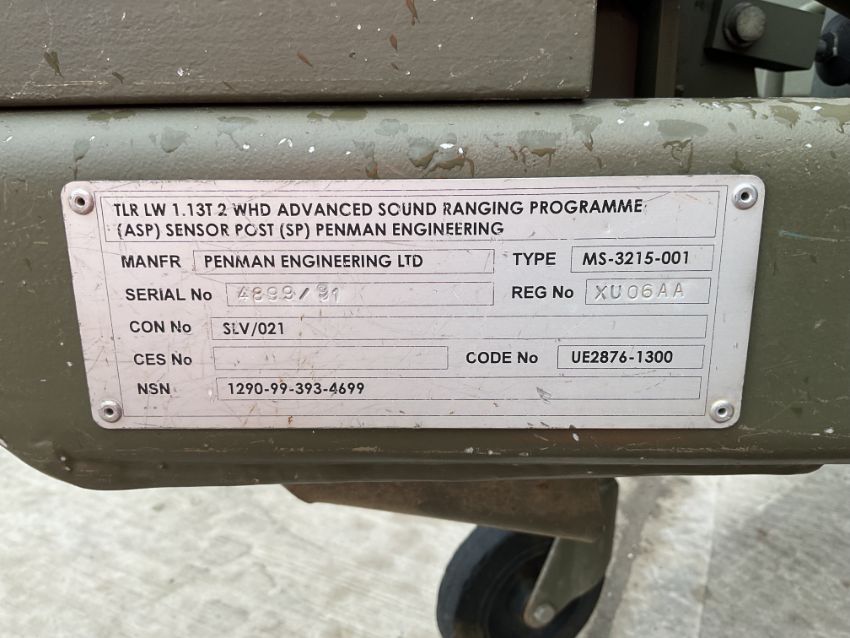 TLR LW 1.13T 2 WHD ADVANCED SOUND RANGING PROGRAMME
(ASP) SENSOR POST (SP) PENMAN ENGINEERING
MANFR PENMAN ENGINEERING LTD TYPE MS-3215-001
SERIAL No 4899/91 REG No XU06AA
CON No SLV/021
CES No CODE No UE2876-1300
NSN 1290-99-393-4699